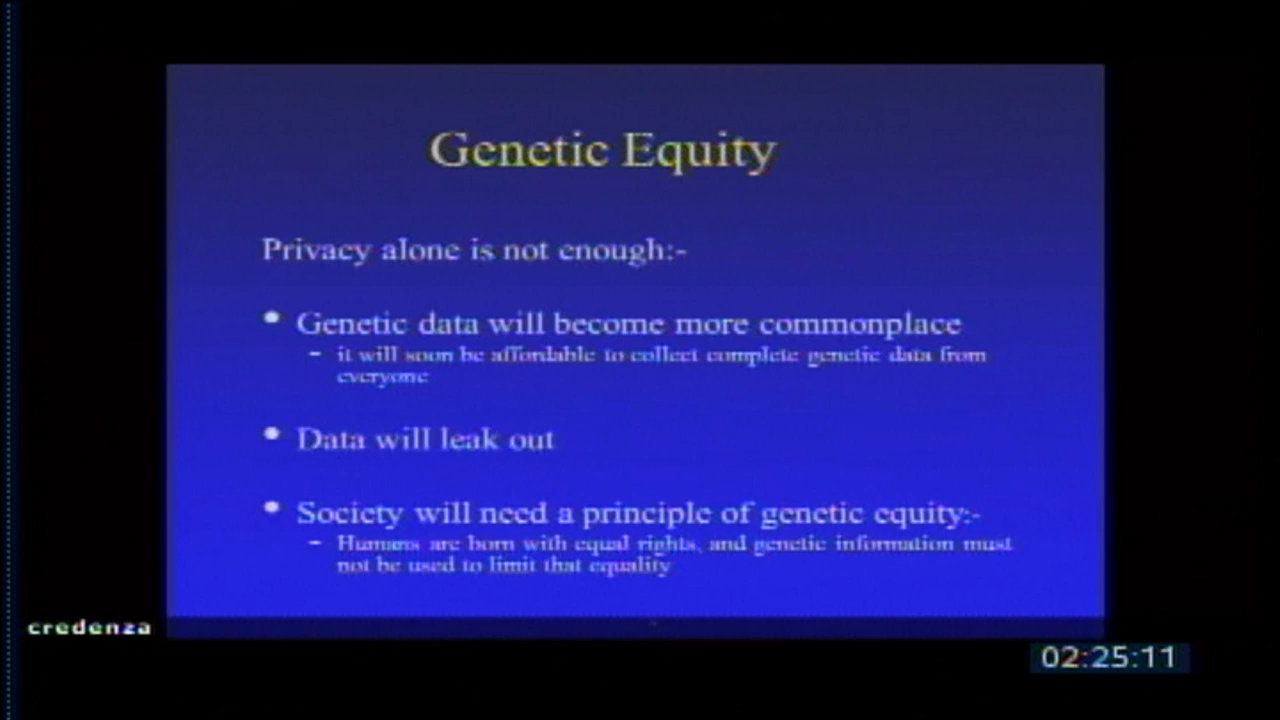 Genetic Equity
Privacy alone is not enough:-
• Genetic data will become more commonplace
– it will soon be affordable to collect complete genetic data from
everyone
• Data will leak out
• Society will need a principle of genetic equity:-
– Humans are born with equal rights, and genetic information must
not be used to limit that equality
credenza
02:25:11